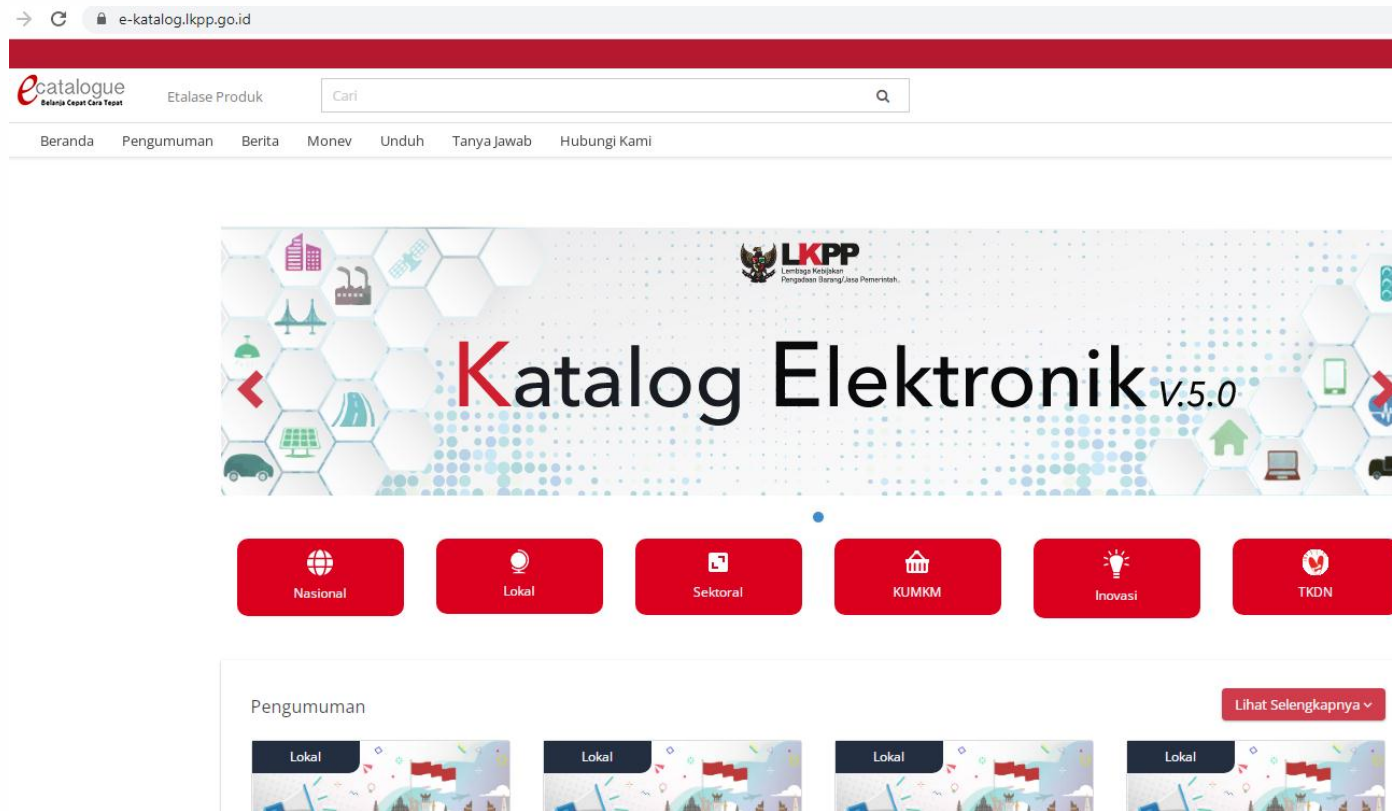 e-katalog.lkpp.go.id
ecatalogue
Belanja Cepat Cara Tepat
Etalase Produk
Cari
Beranda Pengumuman Berita Monev Unduh Tanya Jawab Hubungi Kami
LKPP
Lembaga Kebijakan
Pengadaan Barang/Jasa Pemerintah.
Katalog Elektronik V.5.0
Nasional Lokal Sektoral KUMKM Inovasi TKDN
Pengumuman
Lihat Selengkapnya
Lokal Lokal Lokal Lokal